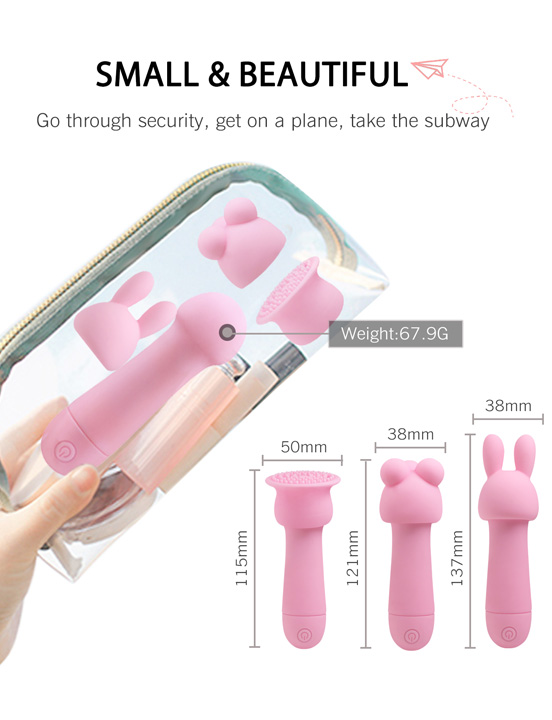 SMALL & BEAUTIFUL
Go through security, get on a plane, take the subway
Weight:67.9G
38mm
38mm
50mm
115mm
121mm
137mm